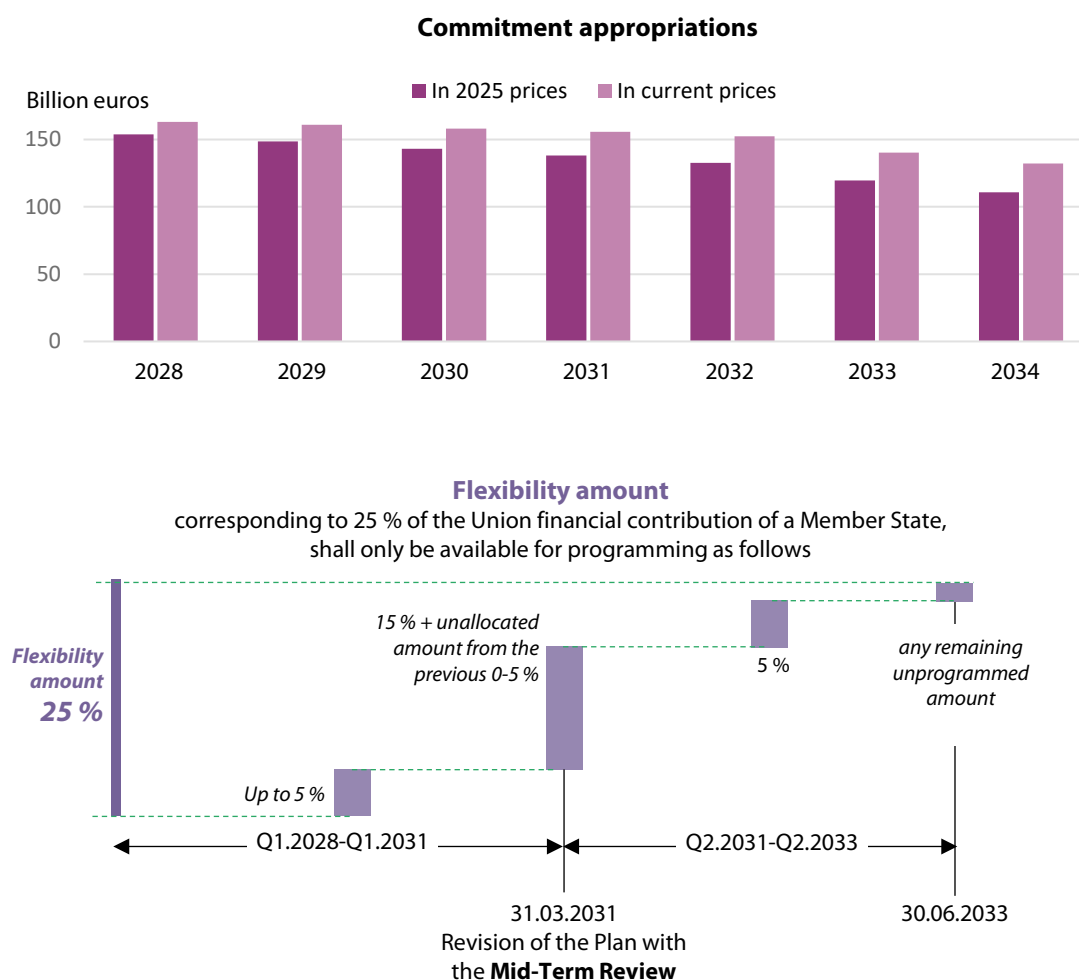 Commitment appropriations
In 2025 prices
In current prices
Billion euros
150
100
50
0
2028
2029
2030
2031
2032
2033
2034
Flexibility amount
corresponding to 25 % of the Union financial contribution of a Member State,
shall only be available for programming as follows
15 % + unallocated
amount from the
previous 0-5 %
Flexibility
amount
25 %
5 %
any remaining
unprogrammed
amount
Up to 5 %
Q1.2028-Q1.2031
Q2.2031-Q2.2033
31.03.2031
30.06.2033
Revision of the Plan with
the Mid-Term Review